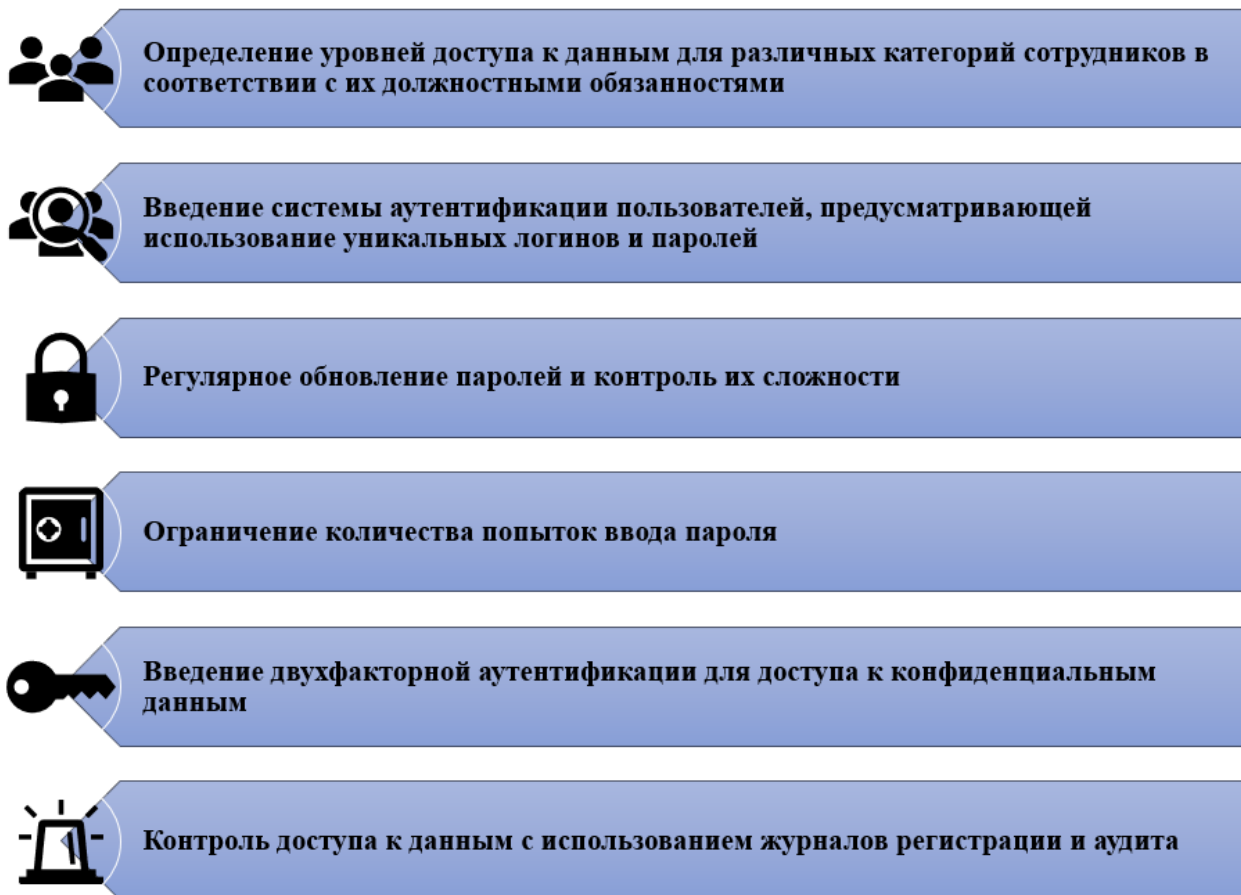 Определение уровней доступа к данным для различных категорий сотрудников в
соответствии с их должностными обязанностями
Введение системы аутентификации пользователей, предусматривающей
использование уникальных логинов и паролей
Регулярное обновление паролей и контроль их сложности
Ограничение количества попыток ввода пароля
Введение двухфакторной аутентификации для доступа к конфиденциальным
данным
Контроль доступа к данным с использованием журналов регистрации и аудита